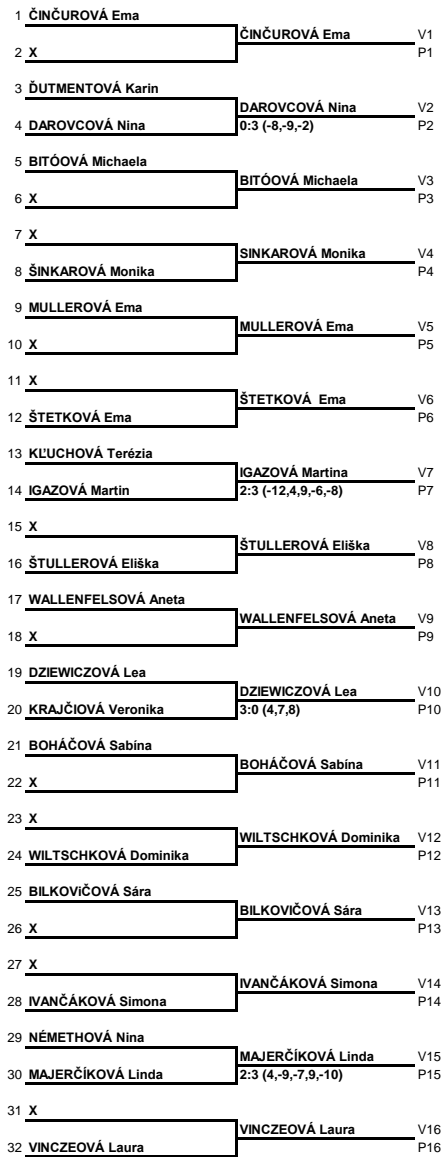 1 ČINČUROVÁ Ema
ČINČUROVÁ Ema V1
2 X P1
3 ĎUTMENTOVÁ Karin
DAROVCOVÁ Nina V2
4 DAROVCOVÁ Nina 0:3 (-8,-9,-2) P2
5 BITÓOVÁ Michaela
BITÓOVÁ Michaela V3
6 X P3
7 X
SINKAROVÁ Monika V4
8 ŠINKAROVÁ Monika P4
9 MULLEROVÁ Ema
MULLEROVÁ Ema V5
10 X P5
11 X
ŠTETKOVÁ Ema V6
12 ŠTETKOVÁ Ema P6
13 KĽUCHOVÁ Terézia
IGAZOVÁ Martina V7
14 IGAZOVÁ Martin 2:3 (-12,4,9,-6,-8) P7
15 X
ŠTULLEROVÁ Eliška V8
16 ŠTULLEROVÁ Eliška P8
17 WALLENFELSOVÁ Aneta
WALLENFELSOVÁ Aneta V9
18 X P9
19 DZIEWICZOVÁ Lea
DZIEWICZOVÁ Lea V10
20 KRAJČIOVÁ Veronika 3:0 (4,7,8) P10
21 BOHÁČOVÁ Sabína
BOHÁČOVÁ Sabína V11
22 X P11
23 X
WILTSCHKOVÁ Dominika V12
24 WILTSCHKOVÁ Dominika P12
25 BILKOViČOVÁ Sára
BILKOVIČOVÁ Sára V13
26 X P13
27 X
IVANČÁKOVÁ Simona V14
28 IVANČÁKOVÁ Simona P14
29 NÉMETHOVÁ Nina
MAJERČÍKOVÁ Linda V15
30 MAJERČÍKOVÁ Linda 2:3 (4,-9,-7,9,-10) P15
31 X
VINCZEOVÁ Laura V16
32 VINCZEOVÁ Laura P16